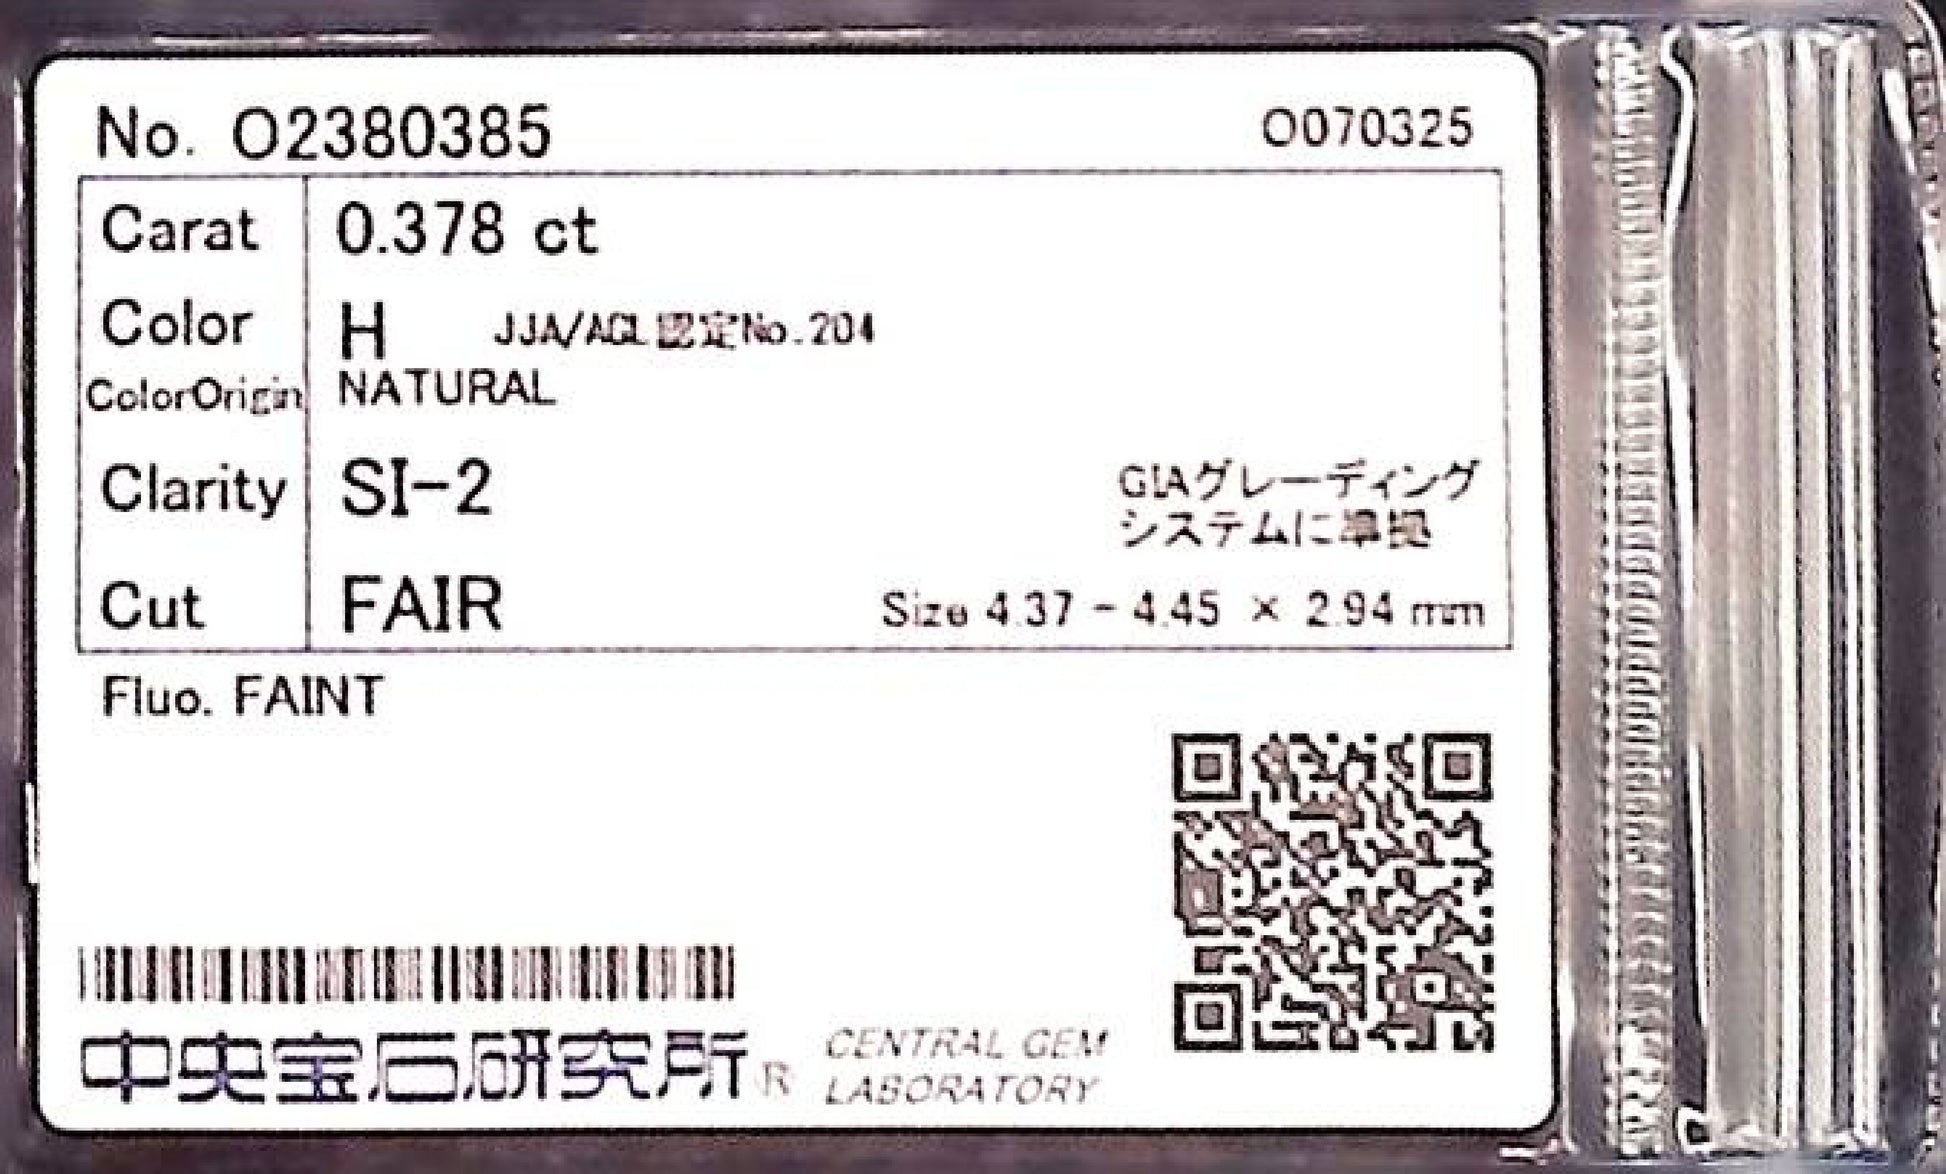 No. O2380385 O070325
Carat 0.378 ct
Color H JJA/AGL認定No.204
ColorOrigin NATURAL
Clarity SI-2
GIAグレーディング
システムに準拠
Cut FAIR Size 4.37 - 4.45 × 2.94 mm
Fluo. FAINT
中央宝石研究所® CENTRAL GEM
LABORATORY